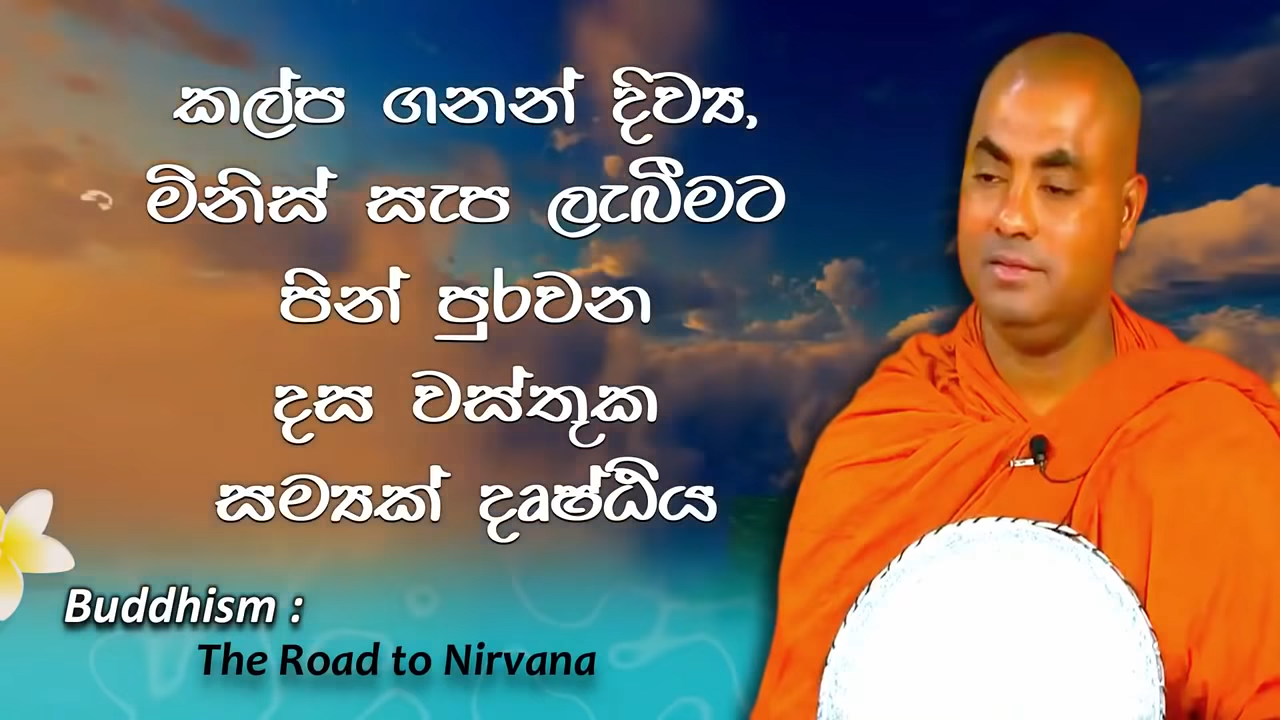 කල්ප ගනන් දිව්‍ය,
මිනිස් සැප ලැබීමට
පින් පුරවන
දස වස්තුක
සම්‍යක් දෘෂ්ඨිය
Buddhism :
The Road to Nirvana